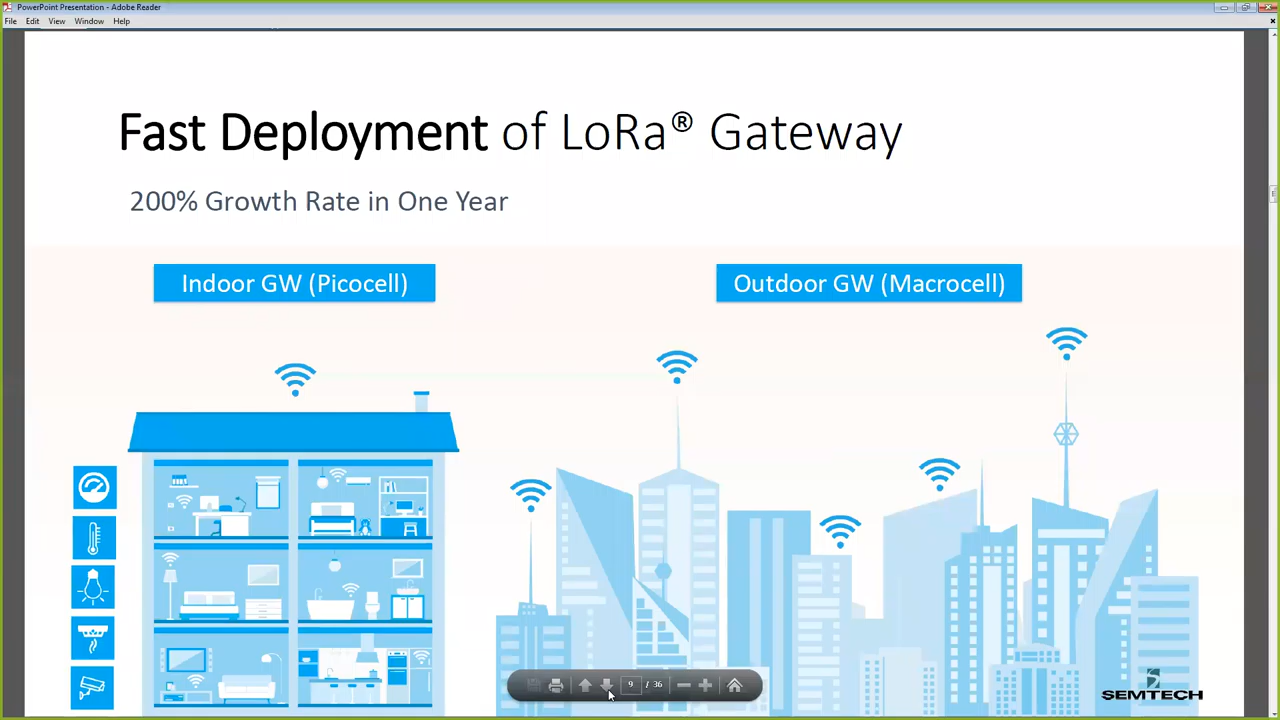 PowerPoint Presentation - Adobe Reader
File Edit View Window Help
Fast Deployment of LoRa® Gateway
200% Growth Rate in One Year
Indoor GW (Picocell)
Outdoor GW (Macrocell)
9 / 36
SEMTECH